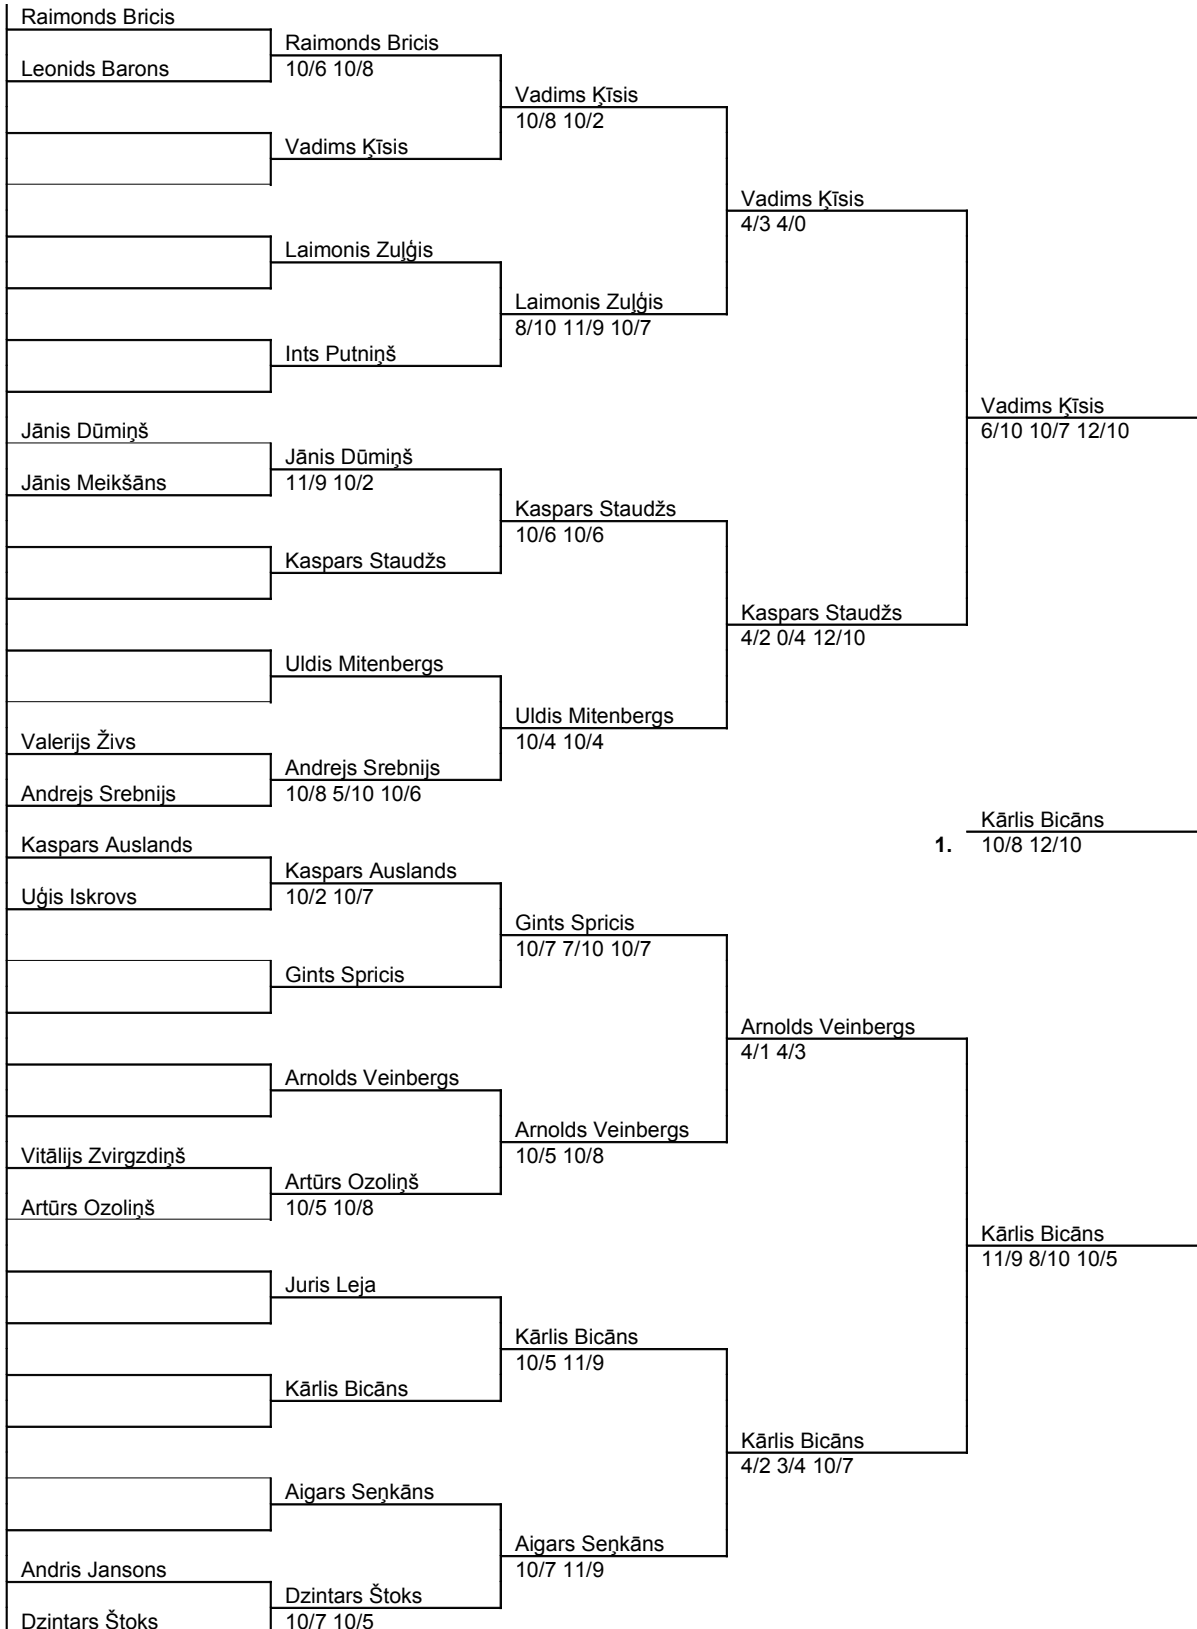 Raimonds Bricis
Raimonds Bricis
Leonids Barons
10/6 10/8
Vadims Ķīsis
10/8 10/2
Vadims Ķīsis
Vadims Ķīsis
4/3 4/0
Laimonis Zuļģis
Laimonis Zuļģis
8/10 11/9 10/7
Ints Putniņš
Vadims Ķīsis
6/10 10/7 12/10
Jānis Dūmiņš
Jānis Dūmiņš
Jānis Meikšāns
11/9 10/2
Kaspars Staudžs
10/6 10/6
Kaspars Staudžs
Kaspars Staudžs
4/2 0/4 12/10
Uldis Mitenbergs
Uldis Mitenbergs
10/4 10/4
Valerijs Živs
Andrejs Srebnijs
Andrejs Srebnijs
10/8 5/10 10/6
Kārlis Bicāns
1. 10/8 12/10
Kaspars Auslands
Kaspars Auslands
Uģis Iskrovs
10/2 10/7
Gints Spricis
10/7 7/10 10/7
Gints Spricis
Arnolds Veinbergs
4/1 4/3
Arnolds Veinbergs
Arnolds Veinbergs
10/5 10/8
Vitālijs Zvirgzdiņš
Artūrs Ozoliņš
Artūrs Ozoliņš
10/5 10/8
Kārlis Bicāns
11/9 8/10 10/5
Juris Leja
Kārlis Bicāns
10/5 11/9
Kārlis Bicāns
Kārlis Bicāns
4/2 3/4 10/7
Aigars Seņkāns
Aigars Seņkāns
10/7 11/9
Andris Jansons
Dzintars Štoks
Dzintars Štoks
10/7 10/5